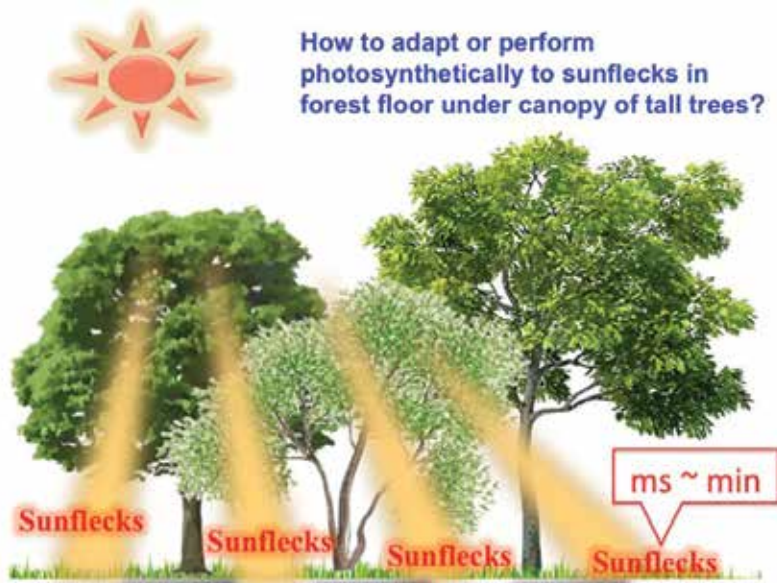 How to adapt or perform
photosynthetically to sunflecks in
forest floor under canopy of tall trees?
ms ~ min
Sunflecks
Sunflecks
Sunflecks
Sunflecks